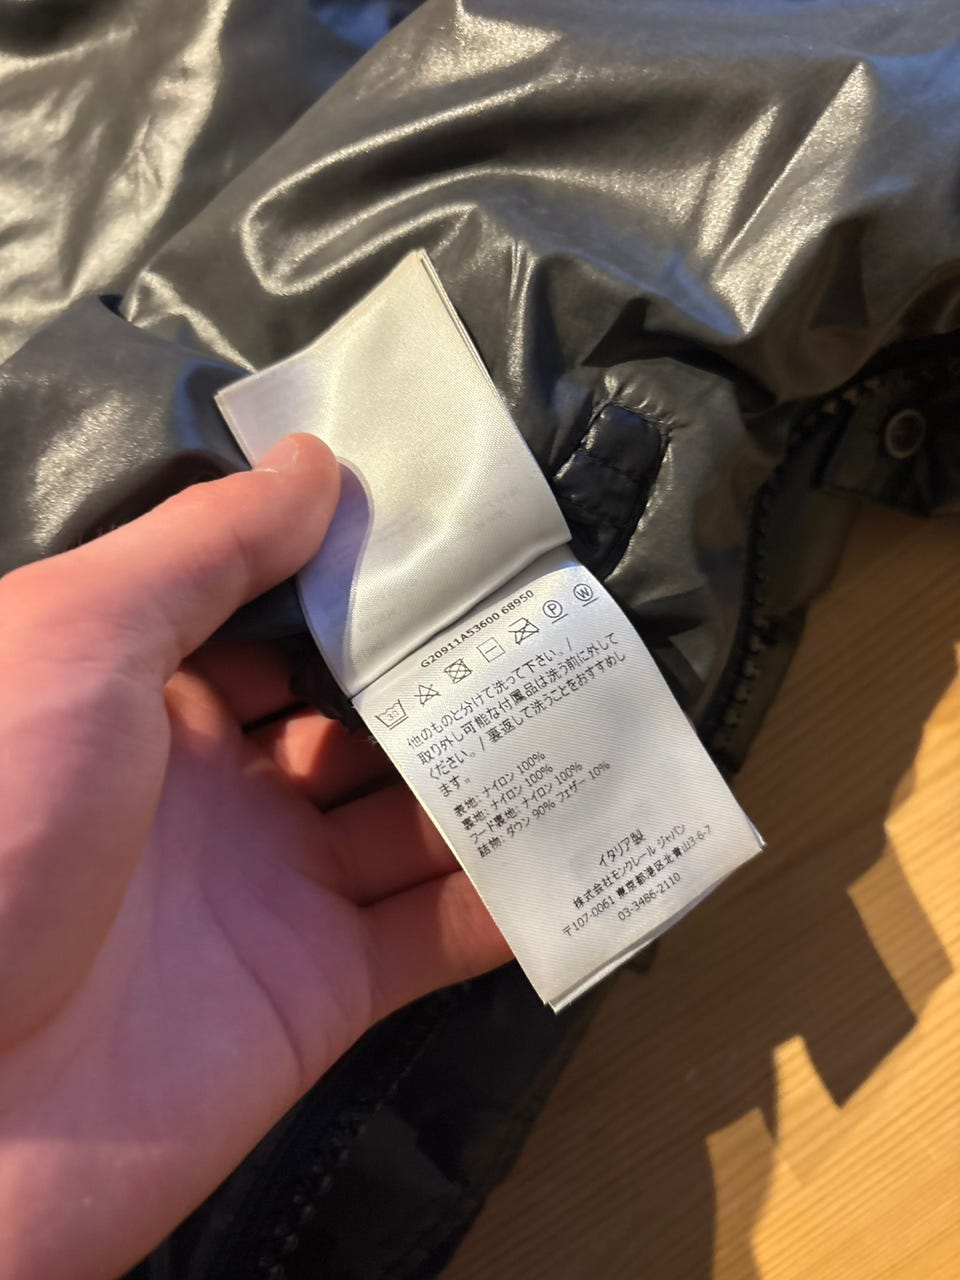 G20911A53600 68950
30
P
W
他のものと分けて洗って下さい。/
取り外し可能な付属品は洗う前に外して
ください。/ 裏返して洗うことをおすすめし
ます。
表地: ナイロン 100%
裏地: ナイロン 100%
フード表地: ナイロン 100%
詰物: ダウン 90% フェザー 10%
イタリア製
株式会社モンクレール ジャパン
〒107-0061 東京都港区北青山3-6-7
03-3486-2110